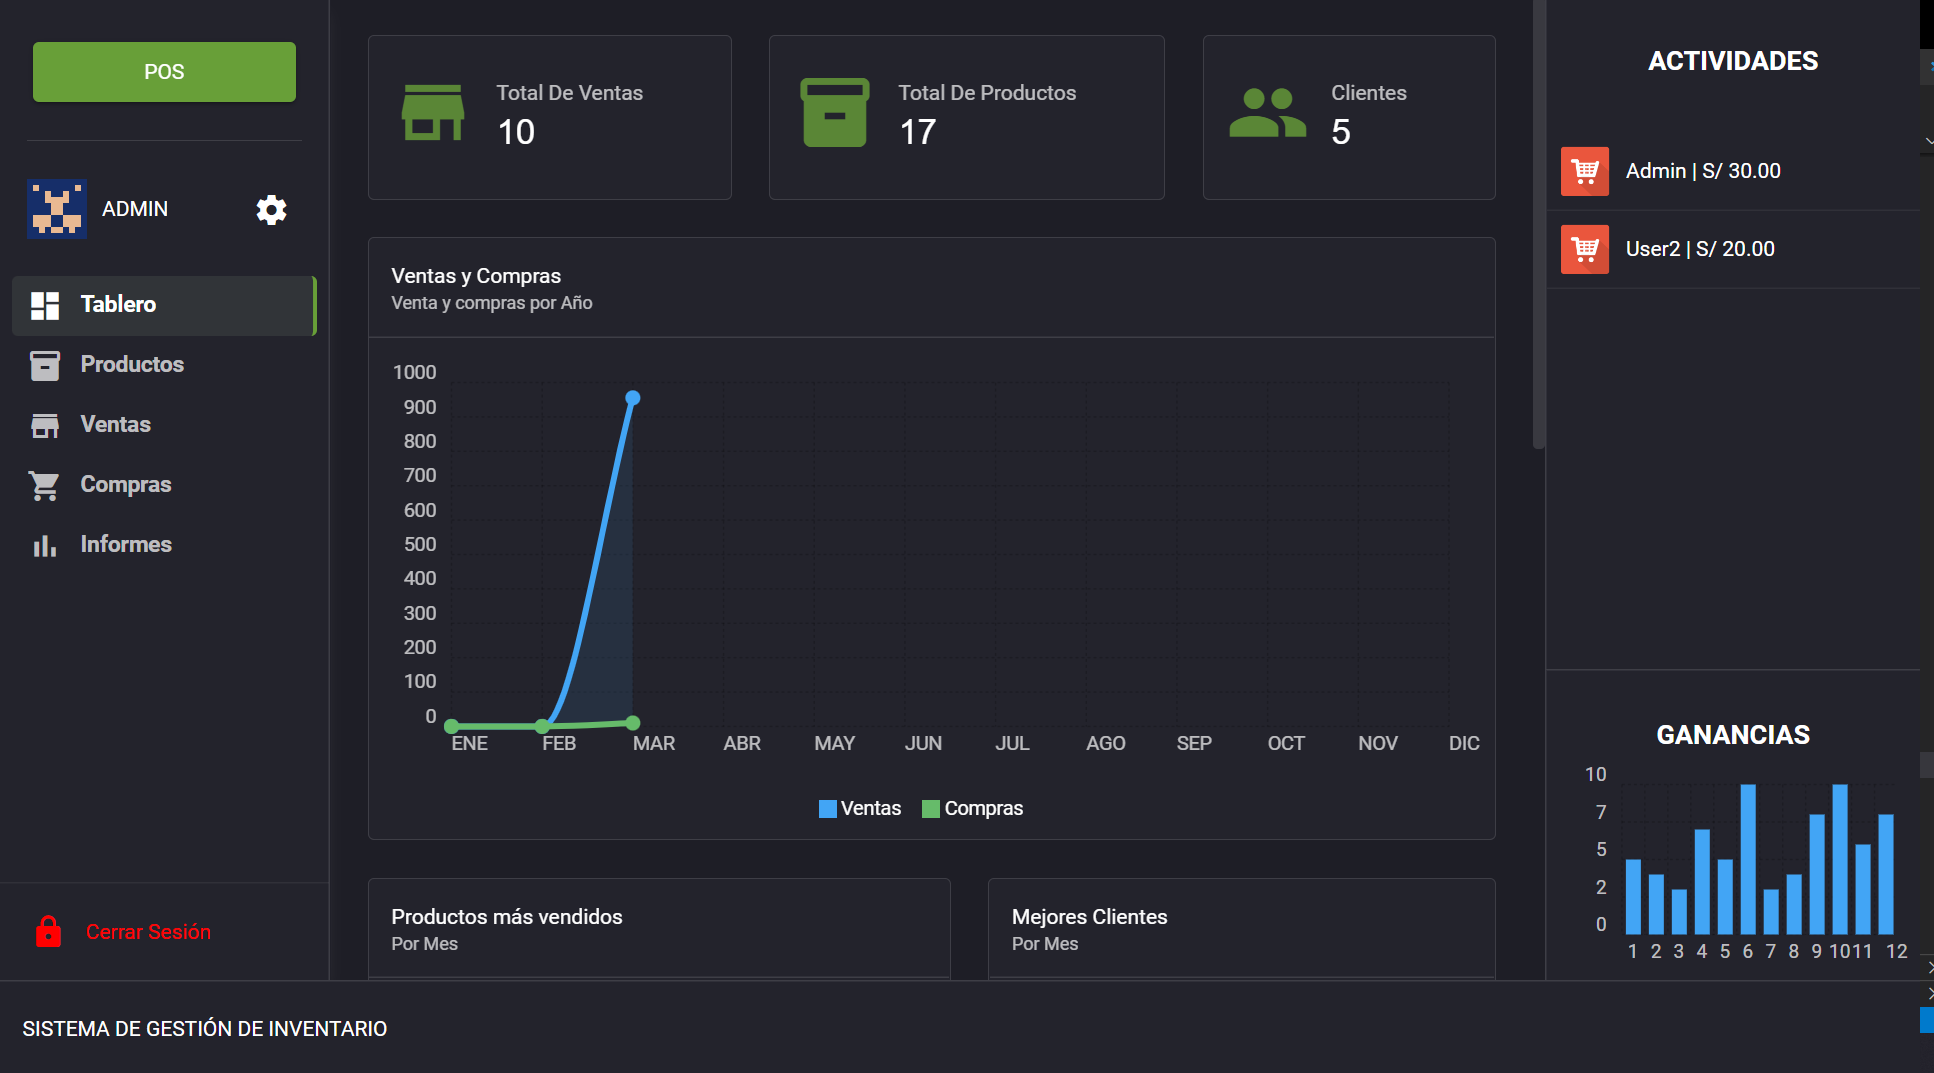 POS
ADMIN
Tablero
Productos
Ventas
Compras
Informes
Cerrar Sesión
Total De Ventas
10
Total De Productos
17
Clientes
5
Ventas y Compras
Venta y compras por Año
1000
900
800
700
600
500
400
300
200
100
0
ENE FEB MAR ABR MAY JUN JUL AGO SEP OCT NOV DIC
Ventas Compras
Productos más vendidos
Por Mes
Mejores Clientes
Por Mes
ACTIVIDADES
Admin | S/ 30.00
User2 | S/ 20.00
GANANCIAS
10
7
5
2
0
1 2 3 4 5 6 7 8 9 10 11 12
SISTEMA DE GESTIÓN DE INVENTARIO